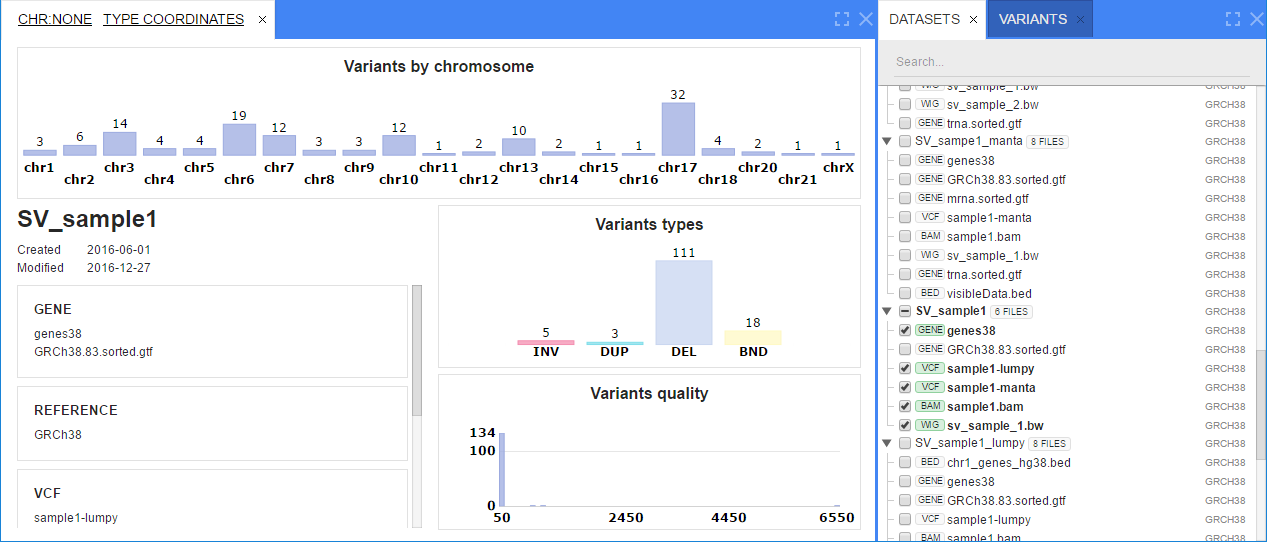 CHR:NONE TYPE COORDINATES ×
Variants by chromosome
3 6 14 4 4 19 12 3 3 12 1 2 10 2 1 1 32 4 2 1 1
chr1 chr2 chr3 chr4 chr5 chr6 chr7 chr8 chr9 chr10 chr11 chr12 chr13 chr14 chr15 chr16 chr17 chr18 chr20 chr21 chrX
SV_sample1
Created 2016-06-01
Modified 2016-12-27
GENE
genes38
GRCh38.83.sorted.gtf
REFERENCE
GRCh38
VCF
sample1-lumpy
Variants types
5 3 111 18
INV DUP DEL BND
Variants quality
134
100
0
50 2450 4450 6550
DATASETS × VARIANTS ×
Search...
WIG sv_sample_1.bw GRCH38
WIG sv_sample_2.bw GRCH38
GENE trna.sorted.gtf GRCH38
SV_sampe1_manta 8 FILES GRCH38
GENE genes38 GRCH38
GENE GRCh38.83.sorted.gtf GRCH38
GENE mrna.sorted.gtf GRCH38
VCF sample1-manta GRCH38
BAM sample1.bam GRCH38
WIG sv_sample_1.bw GRCH38
GENE trna.sorted.gtf GRCH38
BED visibleData.bed GRCH38
SV_sample1 6 FILES GRCH38
GENE genes38 GRCH38
GENE GRCh38.83.sorted.gtf GRCH38
VCF sample1-lumpy GRCH38
VCF sample1-manta GRCH38
BAM sample1.bam GRCH38
WIG sv_sample_1.bw GRCH38
SV_sample1_lumpy 8 FILES GRCH38
BED chr1_genes_hg38.bed GRCH38
GENE genes38 GRCH38
GENE GRCh38.83.sorted.gtf GRCH38
VCF sample1-lumpy GRCH38
BAM sample1.bam GRCH38